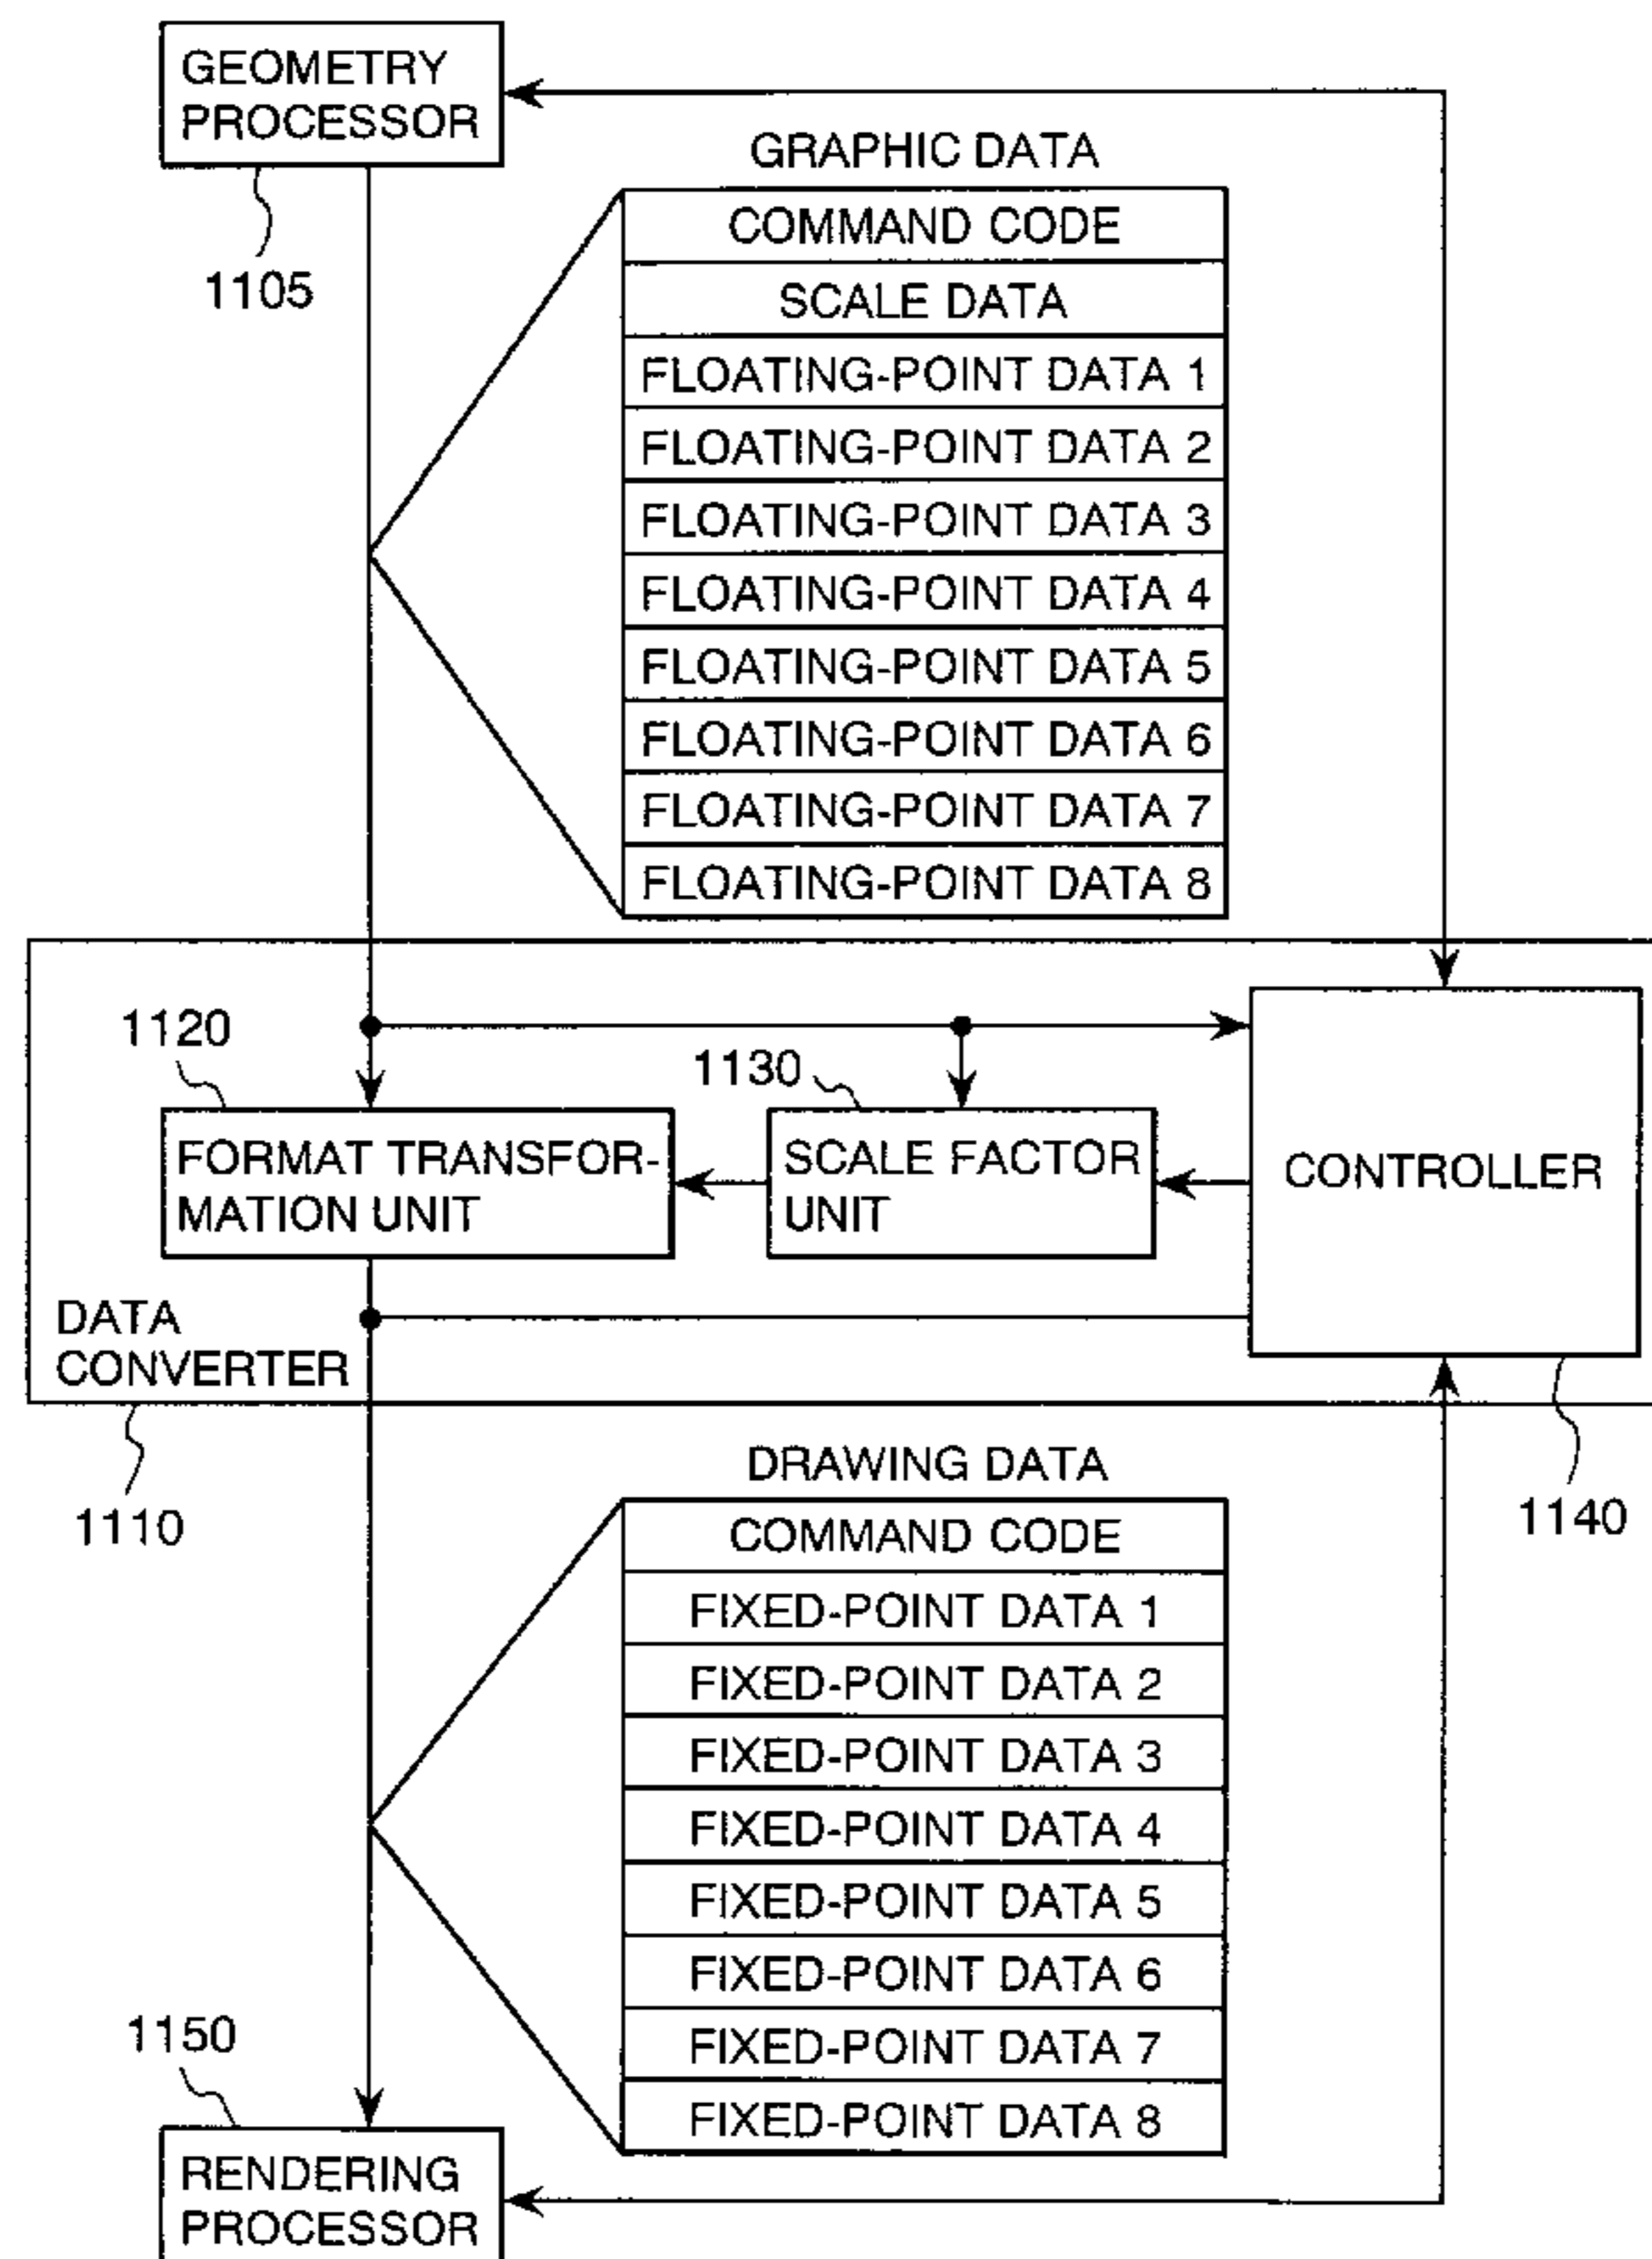 GEOMETRY
PROCESSOR
1105
GRAPHIC DATA
COMMAND CODE
SCALE DATA
FLOATING-POINT DATA 1
FLOATING-POINT DATA 2
FLOATING-POINT DATA 3
FLOATING-POINT DATA 4
FLOATING-POINT DATA 5
FLOATING-POINT DATA 6
FLOATING-POINT DATA 7
FLOATING-POINT DATA 8
1120
1130
FORMAT TRANSFOR-
MATION UNIT
SCALE FACTOR
UNIT
CONTROLLER
DATA
CONVERTER
1110
1140
DRAWING DATA
COMMAND CODE
FIXED-POINT DATA 1
FIXED-POINT DATA 2
FIXED-POINT DATA 3
FIXED-POINT DATA 4
FIXED-POINT DATA 5
FIXED-POINT DATA 6
FIXED-POINT DATA 7
FIXED-POINT DATA 8
1150
RENDERING
PROCESSOR